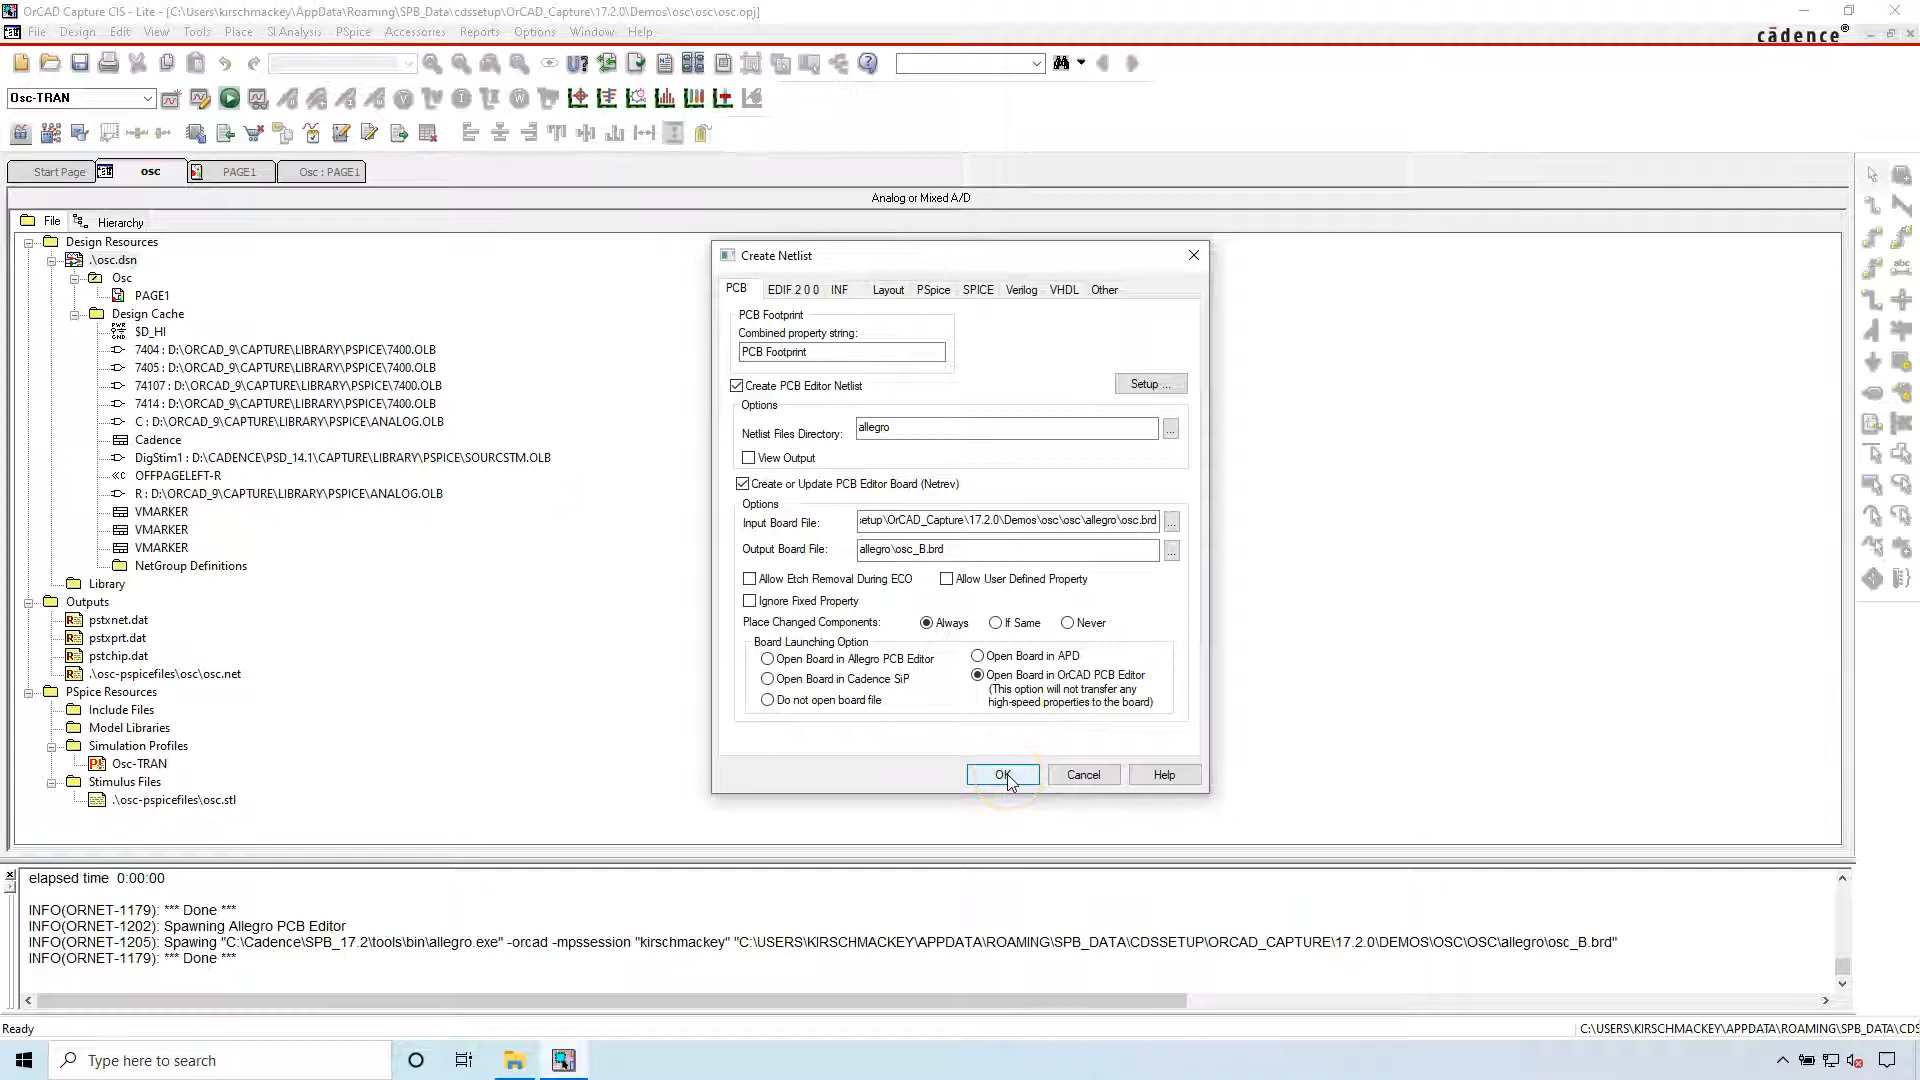 OrCAD Capture CIS - Lite - [C:\Users\kirschmackey\AppData\Roaming\SPB_Data\cdssetup\OrCAD_Capture\17.2.0\Demos\osc\osc\osc.opj]
File Design Edit View Tools Place SI Analysis PSpice Accessories Reports Options Window Help
cādence®
Osc-TRAN
Start Page
osc
PAGE1
Osc : PAGE1
Analog or Mixed A/D
File
Hierarchy
Design Resources
.\osc.dsn
Osc
PAGE1
Design Cache
$D_HI
7404 : D:\ORCAD_9\CAPTURE\LIBRARY\PSPICE\7400.OLB
7405 : D:\ORCAD_9\CAPTURE\LIBRARY\PSPICE\7400.OLB
74107 : D:\ORCAD_9\CAPTURE\LIBRARY\PSPICE\7400.OLB
7414 : D:\ORCAD_9\CAPTURE\LIBRARY\PSPICE\7400.OLB
C : D:\ORCAD_9\CAPTURE\LIBRARY\PSPICE\ANALOG.OLB
Cadence
DigStim1 : D:\CADENCE\PSD_14.1\CAPTURE\LIBRARY\PSPICE\SOURCSTM.OLB
OFFPAGELEFT-R
R : D:\ORCAD_9\CAPTURE\LIBRARY\PSPICE\ANALOG.OLB
VMARKER
VMARKER
VMARKER
NetGroup Definitions
Library
Outputs
pstxnet.dat
pstxprt.dat
pstchip.dat
.\osc-pspicefiles\osc\osc.net
PSpice Resources
Include Files
Model Libraries
Simulation Profiles
Osc-TRAN
Stimulus Files
.\osc-pspicefiles\osc.stl
Create Netlist
PCB EDIF 2 0 0 INF Layout PSpice SPICE Verilog VHDL Other
PCB Footprint
Combined property string:
PCB Footprint
Create PCB Editor Netlist
Setup ...
Options
Netlist Files Directory: allegro ...
View Output
Create or Update PCB Editor Board (Netrev)
Options
Input Board File: setup\OrCAD_Capture\17.2.0\Demos\osc\osc\allegro\osc.brd ...
Output Board File: allegro\osc_B.brd ...
Allow Etch Removal During ECO Allow User Defined Property
Ignore Fixed Property
Place Changed Components: Always If Same Never
Board Launching Option
Open Board in Allegro PCB Editor Open Board in APD
Open Board in Cadence SiP Open Board in OrCAD PCB Editor
(This option will not transfer any
Do not open board file high-speed properties to the board)
OK Cancel Help
elapsed time 0:00:00
INFO(ORNET-1179): *** Done ***
INFO(ORNET-1202): Spawning Allegro PCB Editor
INFO(ORNET-1205): Spawing "C:\Cadence\SPB_17.2\tools\bin\allegro.exe" -orcad -mpssession "kirschmackey" "C:\USERS\KIRSCHMACKEY\APPDATA\ROAMING\SPB_DATA\CDSSETUP\ORCAD_CAPTURE\17.2.0\DEMOS\OSC\OSC\allegro\osc_B.brd"
INFO(ORNET-1179): *** Done ***
Ready
C:\USERS\KIRSCHMACKEY\APPDATA\ROAMING\SPB_DATA\CDS
Type here to search